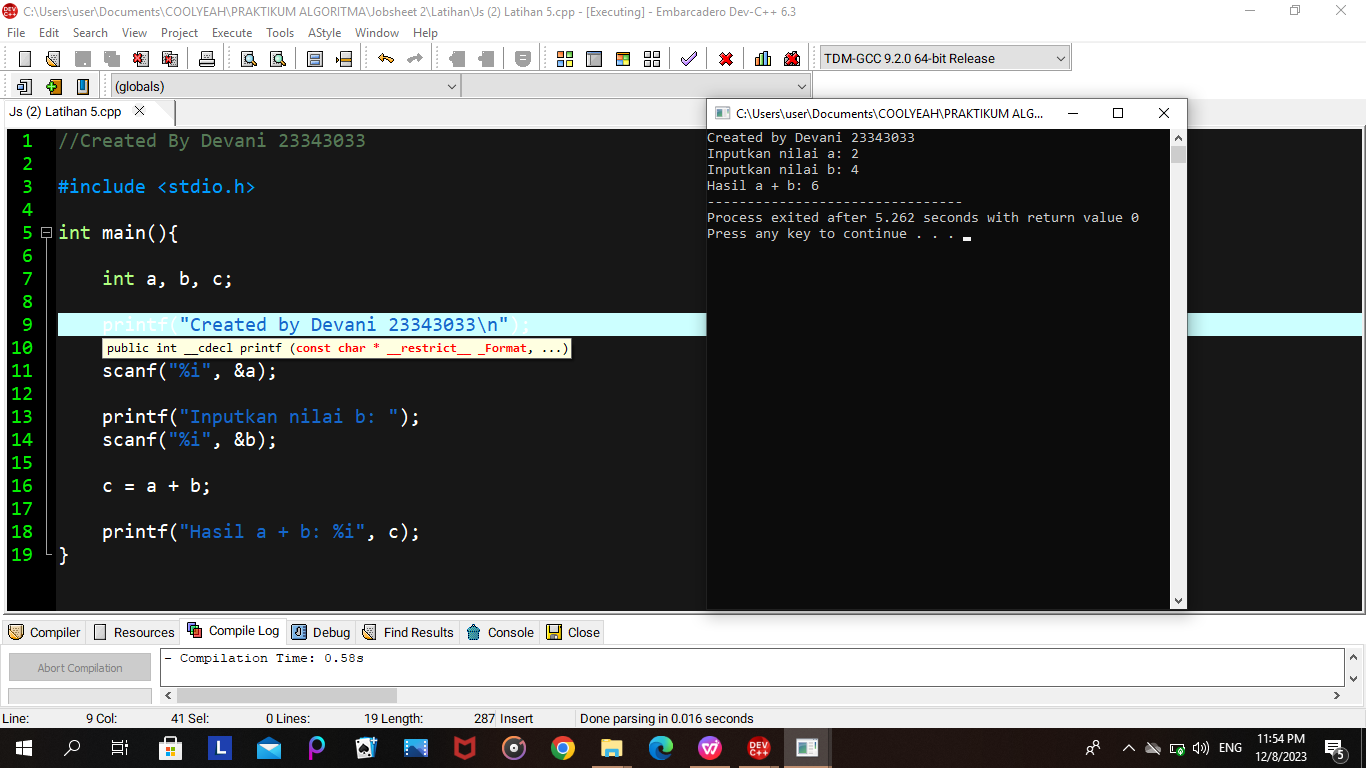 C:\Users\user\Documents\COOLYEAH\PRAKTIKUM ALGORITMA\Jobsheet 2\Latihan\Js (2) Latihan 5.cpp - [Executing] - Embarcadero Dev-C++ 6.3
File Edit Search View Project Execute Tools AStyle Window Help
TDM-GCC 9.2.0 64-bit Release
(globals)
Js (2) Latihan 5.cpp
1 //Created By Devani 23343033
2
3 #include <stdio.h>
4
5 int main(){
6
7 int a, b, c;
8
9 printf("Created by Devani 23343033\n");
10 public int __cdecl printf (const char * __restrict__ _Format, ...)
11 scanf("%i", &a);
12
13 printf("Inputkan nilai b: ");
14 scanf("%i", &b);
15
16 c = a + b;
17
18 printf("Hasil a + b: %i", c);
19 }
C:\Users\user\Documents\COOLYEAH\PRAKTIKUM ALG...
Created by Devani 23343033
Inputkan nilai a: 2
Inputkan nilai b: 4
Hasil a + b: 6
--------------------------------
Process exited after 5.262 seconds with return value 0
Press any key to continue . . .
Compiler Resources Compile Log Debug Find Results Console Close
Abort Compilation
- Compilation Time: 0.58s
Line: 9 Col: 41 Sel: 0 Lines: 19 Length: 287 Insert Done parsing in 0.016 seconds
L
DEV C++
ENG
11:54 PM
12/8/2023
5